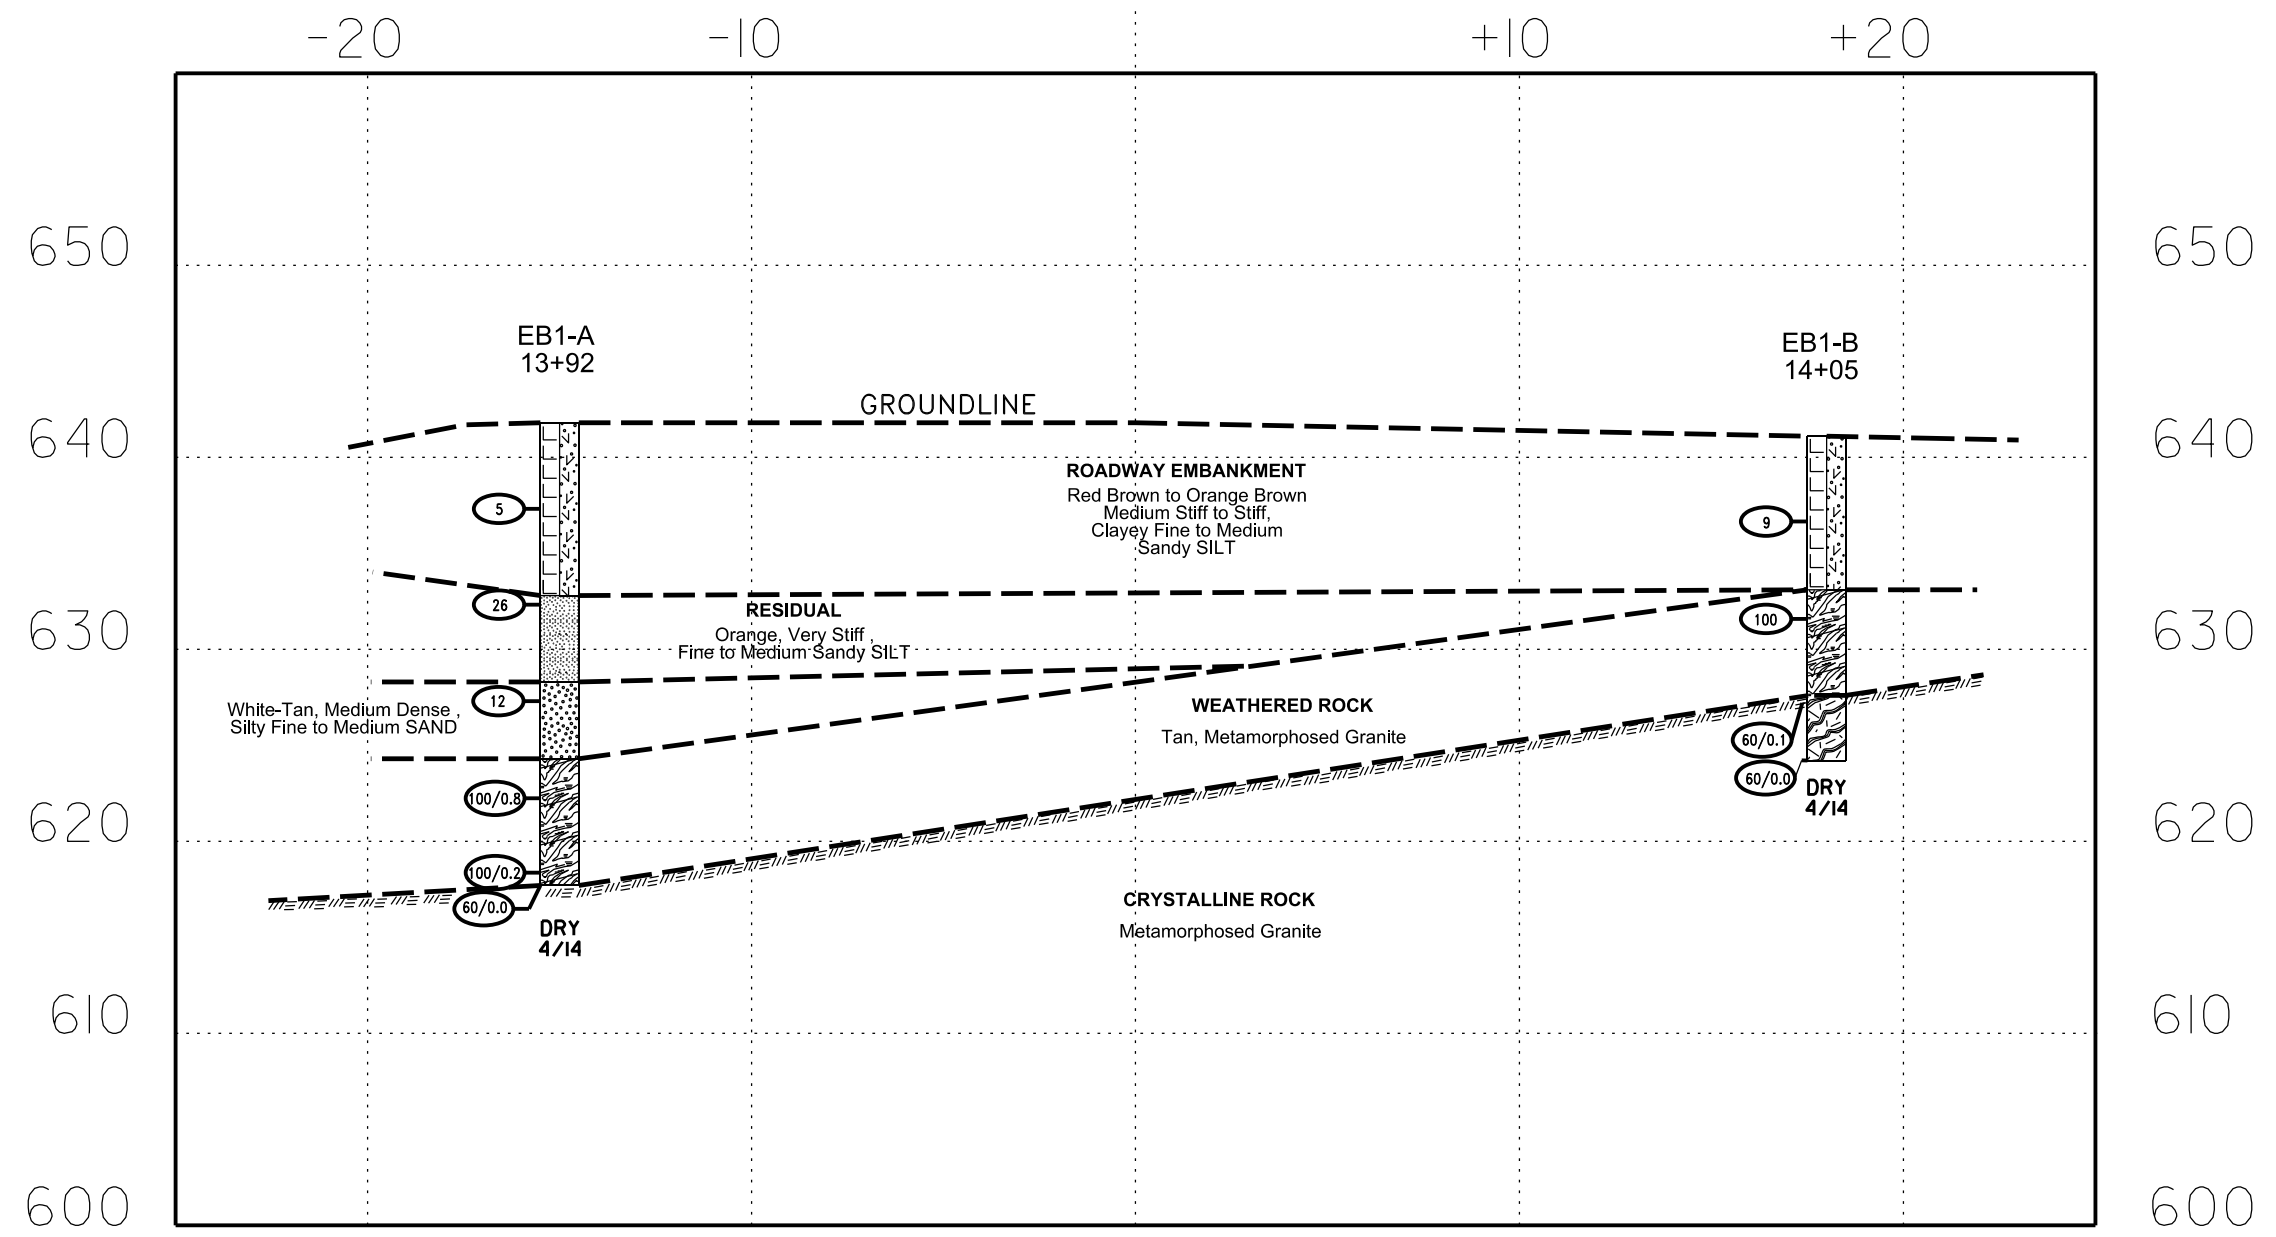 -20 -10 +10 +20
650 650
EB1-A
13+92
EB1-B
14+05
GROUNDLINE
640 640
ROADWAY EMBANKMENT
Red Brown to Orange Brown
Medium Stiff to Stiff,
Clayey Fine to Medium
Sandy SILT
5
9
26
RESIDUAL
Orange, Very Stiff ,
Fine to Medium Sandy SILT
100
630 630
12
White-Tan, Medium Dense ,
Silty Fine to Medium SAND
WEATHERED ROCK
Tan, Metamorphosed Granite
60/0.1
60/0.0
DRY
4/14
100/0.8
620 620
100/0.2
60/0.0
DRY
4/14
CRYSTALLINE ROCK
Metamorphosed Granite
610 610
600 600